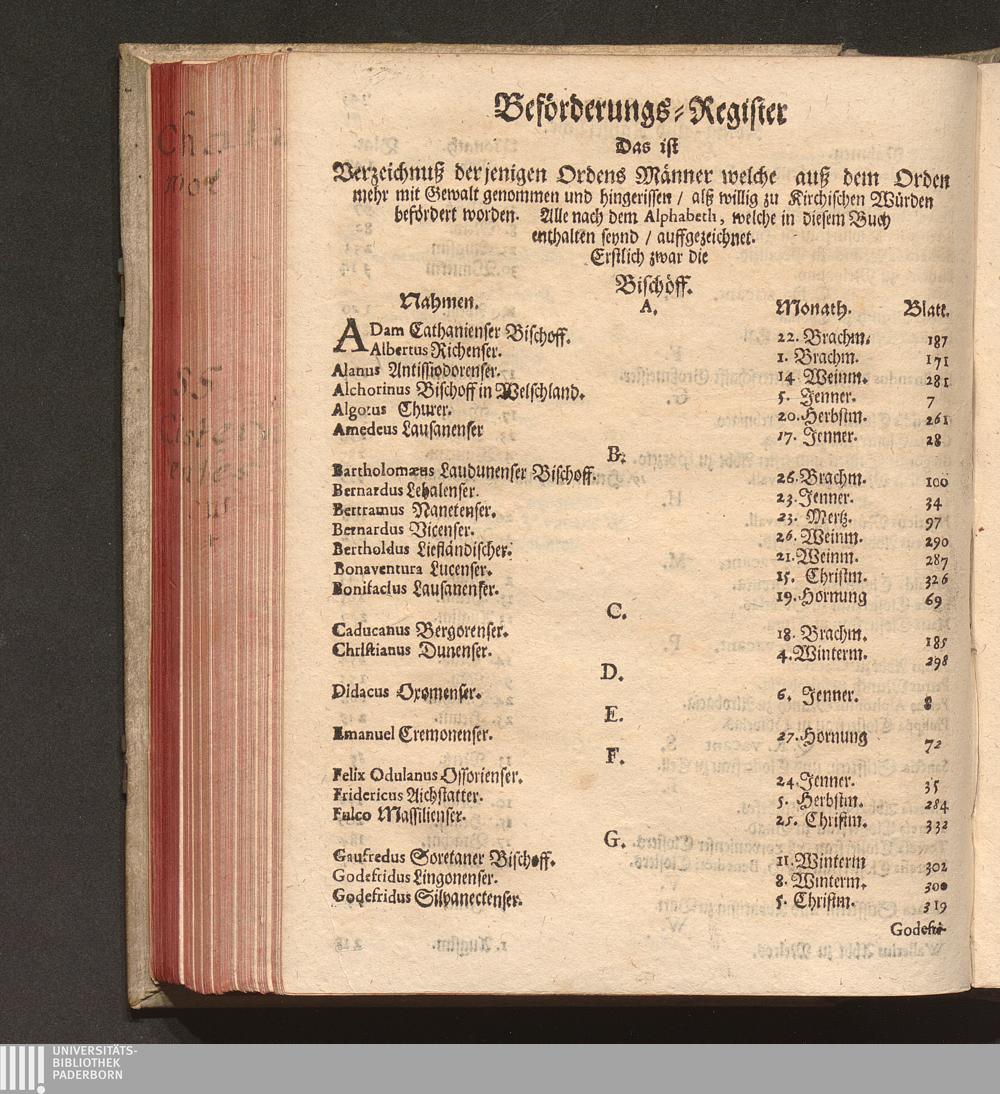 Beförderungs-Register
Das ist
Verzeichnuß derjenigen Ordens Männer welche auß dem Orden
mehr mit Gewalt genommen und hingerissen / alß willig zu Kirchischen Würden
befördert worden. Alle nach dem Alphabeth, welche in diesem Buch
enthalten seynd / auffgezeichnet.
Erstlich zwar die
Bischöff.
Nahmen. A. Monath. Blatt.
ADam Cathanienser Bischoff. 22. Brachm. 187
Albertus Richenser. 1. Brachm. 171
Alanus Antissiodorenser. 14 Weinm. 281
Alchorinus Bischoff in Welschland. 5. Jenner. 7
Algotus Churer. 20. Herbstm. 261
Amedeus Lausanenser 17. Jenner. 28
B.
Bartholomæus Laudunenser Bischoff. 26. Brachm. 100
Bernardus Lehalenser. 23. Jenner. 34
Bertramus Nanetenser. 23. Mertz. 97
Bernardus Vicenser. 26. Weinm. 290
Bertholdus Liefländischer. 21. Weinm. 287
Bonaventura Lucenser. 15. Christm. 326
Bonifacius Lausanenser. 19. Hornung 69
C.
Caducanus Bergorenser. 18. Brachm. 185
Christianus Dunenser. 4. Winterm. 298
D.
Didacus Oxomenser. 6. Jenner. 8
E.
Emanuel Cremonenser. 27. Hornung 72
F.
Felix Odulanus Ossorienser. 24. Jenner. 35
Fridericus Aichstatter. 5. Herbstm. 284
Fulco Massilienser. 25. Christm. 332
G.
Gaufredus Soretaner Bischoff. 11. Winterm 302
Godefridus Lingonenser. 8. Winterm. 300
Godefridus Silvanectenser. 5. Christm. 319
Godefri-
UNIVERSITÄTS-
BIBLIOTHEK
PADERBORN